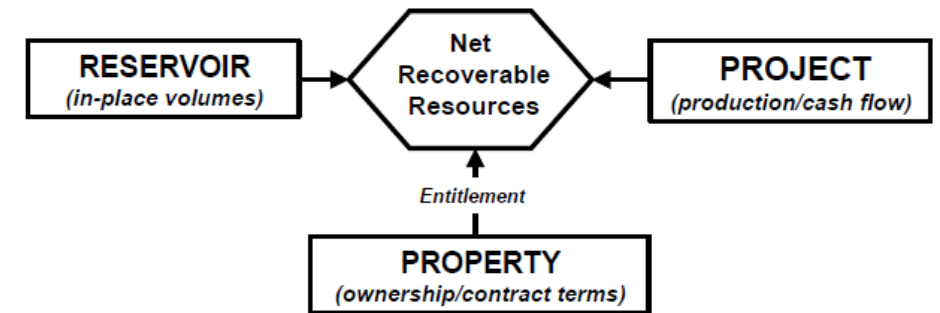 RESERVOIR
(in-place volumes)
Net
Recoverable
Resources
PROJECT
(production/cash flow)
Entitlement
PROPERTY
(ownership/contract terms)